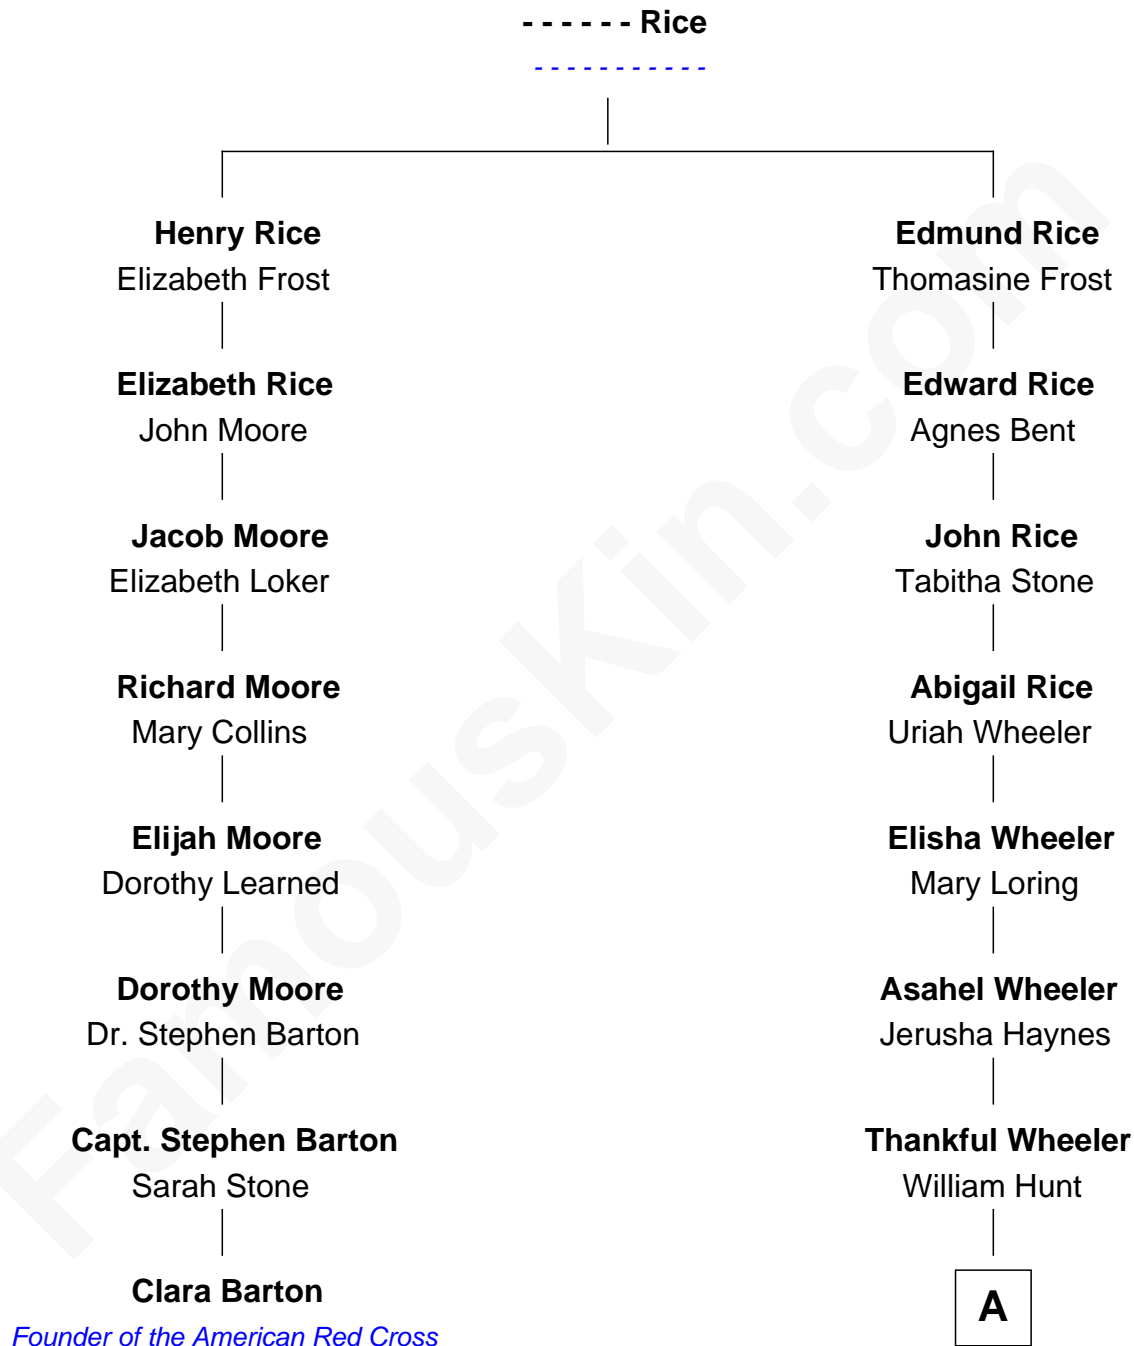 - - - - - - Rice
- - - - - - - - - - -
Henry Rice
Elizabeth Frost
Edmund Rice
Thomasine Frost
Elizabeth Rice
John Moore
Edward Rice
Agnes Bent
Jacob Moore
Elizabeth Loker
John Rice
Tabitha Stone
Richard Moore
Mary Collins
Abigail Rice
Uriah Wheeler
Elijah Moore
Dorothy Learned
Elisha Wheeler
Mary Loring
Dorothy Moore
Dr. Stephen Barton
Asahel Wheeler
Jerusha Haynes
Capt. Stephen Barton
Sarah Stone
Thankful Wheeler
William Hunt
Clara Barton
Founder of the American Red Cross
A
FamousKin.com